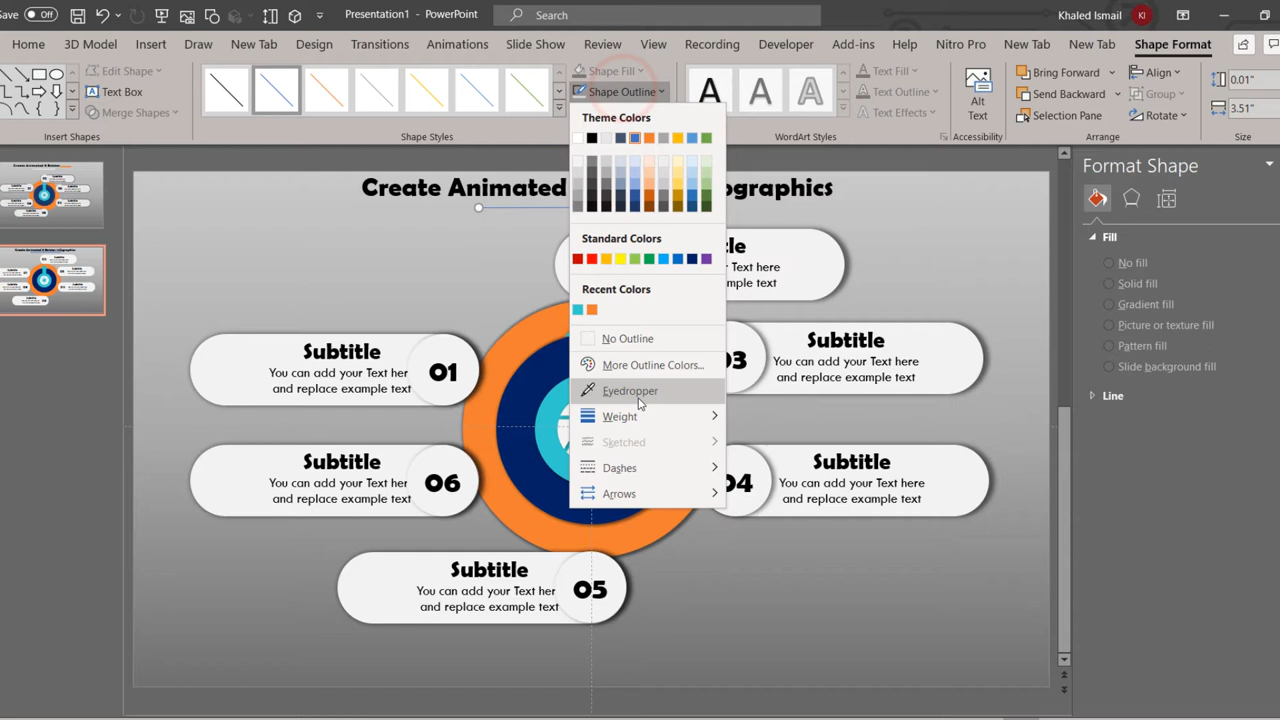 Save Off
Presentation1 - PowerPoint
Search
Khaled Ismail KI
Home 3D Model Insert Draw New Tab Design Transitions Animations Slide Show Review View Recording Developer Add-ins Help Nitro Pro New Tab New Tab Shape Format
Edit Shape
Text Box
Merge Shapes
Insert Shapes
Shape Styles
Shape Fill
Shape Outline
A A A
Text Fill
Text Outline
Text Effects
WordArt Styles
Alt
Text
Accessibility
Bring Forward
Send Backward
Selection Pane
Align
Group
Rotate
Arrange
0.01"
3.51"
Size
Theme Colors
Standard Colors
Recent Colors
No Outline
More Outline Colors...
Eyedropper
Weight
Sketched
Dashes
Arrows
Create Animated
ographics
Subtitle
You can add your Text here
and replace example text
01
Subtitle
You can add your Text here
and replace example text
06
Subtitle
You can add your Text here
and replace example text
05
tle
r Text here
example text
03
Subtitle
You can add your Text here
and replace example text
04
Subtitle
You can add your Text here
and replace example text
Format Shape
Fill
No fill
Solid fill
Gradient fill
Picture or texture fill
Pattern fill
Slide background fill
Line